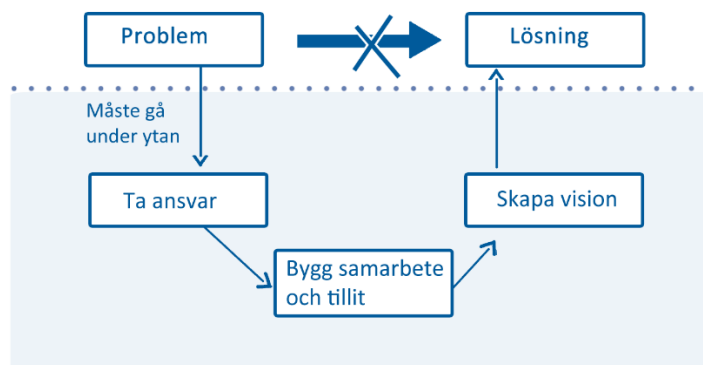 Problem
Lösning
Måste gå
under ytan
Ta ansvar
Skapa vision
Bygg samarbete
och tillit